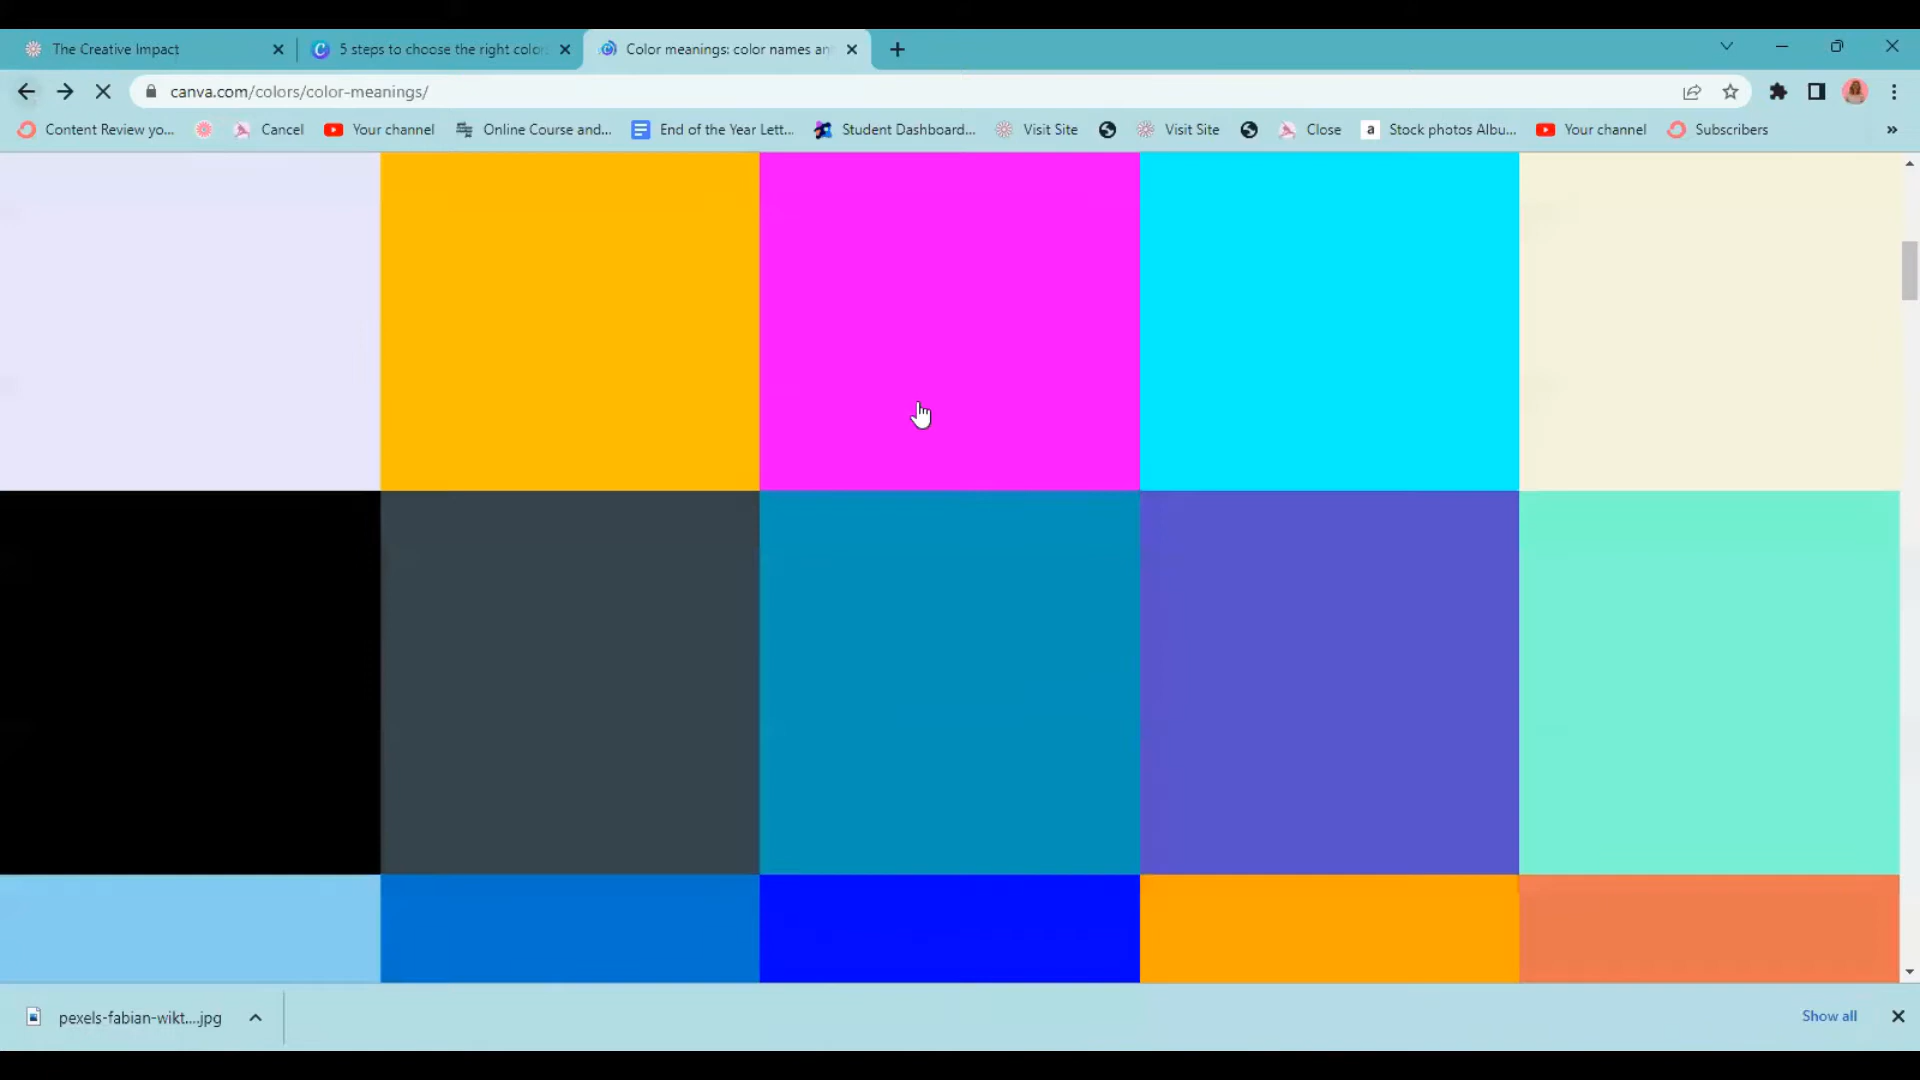 The Creative Impact
5 steps to choose the right color
Color meanings: color names an
canva.com/colors/color-meanings/
Content Review yo...
Cancel
Your channel
Online Course and...
End of the Year Lett...
Student Dashboard...
Visit Site
Visit Site
Close
a
Stock photos Albu...
Your channel
Subscribers
»
pexels-fabian-wikt....jpg
Show all